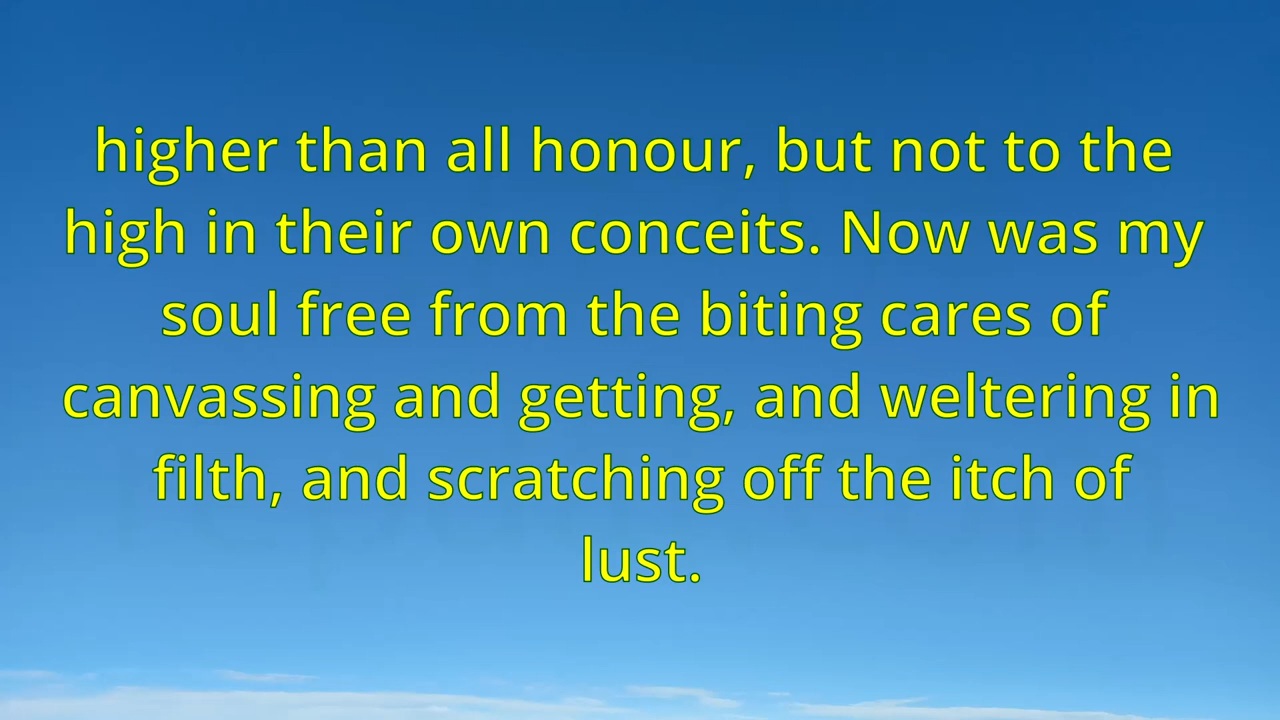 higher than all honour, but not to the
high in their own conceits. Now was my
soul free from the biting cares of
canvassing and getting, and weltering in
filth, and scratching off the itch of
lust.